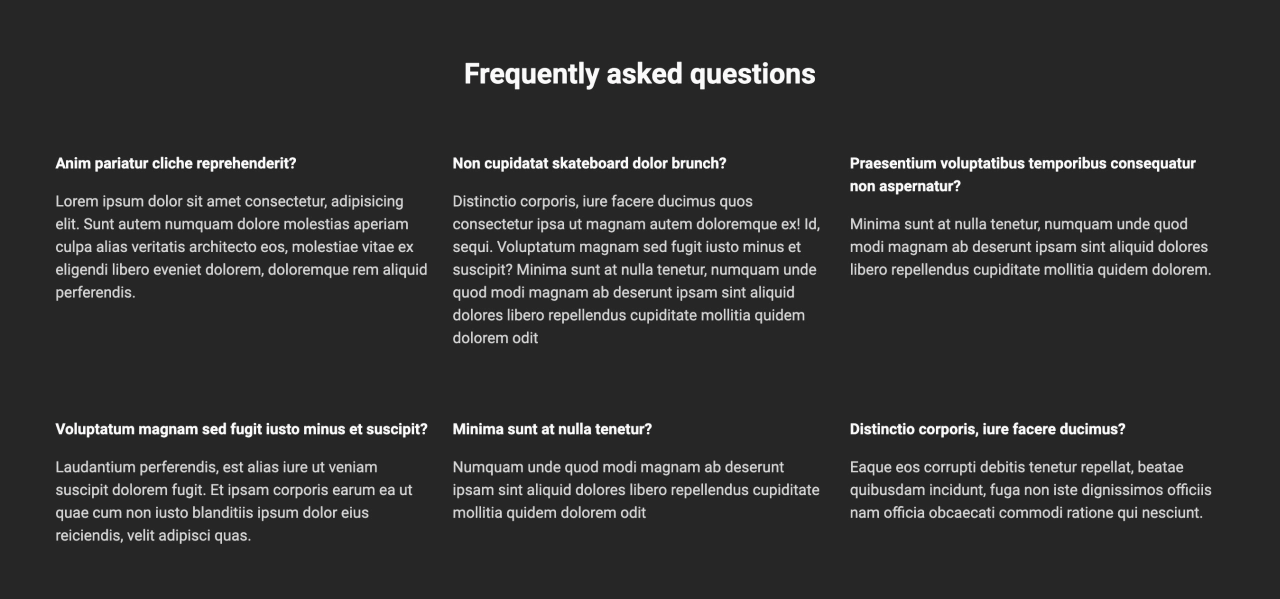 Frequently asked questions
Anim pariatur cliche reprehenderit?
Lorem ipsum dolor sit amet consectetur, adipisicing
elit. Sunt autem numquam dolore molestias aperiam
culpa alias veritatis architecto eos, molestiae vitae ex
eligendi libero eveniet dolorem, doloremque rem aliquid
perferendis.
Non cupidatat skateboard dolor brunch?
Distinctio corporis, iure facere ducimus quos
consectetur ipsa ut magnam autem doloremque ex! Id,
sequi. Voluptatum magnam sed fugit iusto minus et
suscipit? Minima sunt at nulla tenetur, numquam unde
quod modi magnam ab deserunt ipsam sint aliquid
dolores libero repellendus cupiditate mollitia quidem
dolorem odit
Praesentium voluptatibus temporibus consequatur
non aspernatur?
Minima sunt at nulla tenetur, numquam unde quod
modi magnam ab deserunt ipsam sint aliquid dolores
libero repellendus cupiditate mollitia quidem dolorem.
Voluptatum magnam sed fugit iusto minus et suscipit?
Laudantium perferendis, est alias iure ut veniam
suscipit dolorem fugit. Et ipsam corporis earum ea ut
quae cum non iusto blanditiis ipsum dolor eius
reiciendis, velit adipisci quas.
Minima sunt at nulla tenetur?
Numquam unde quod modi magnam ab deserunt
ipsam sint aliquid dolores libero repellendus cupiditate
mollitia quidem dolorem odit
Distinctio corporis, iure facere ducimus?
Eaque eos corrupti debitis tenetur repellat, beatae
quibusdam incidunt, fuga non iste dignissimos officiis
nam officia obcaecati commodi ratione qui nesciunt.